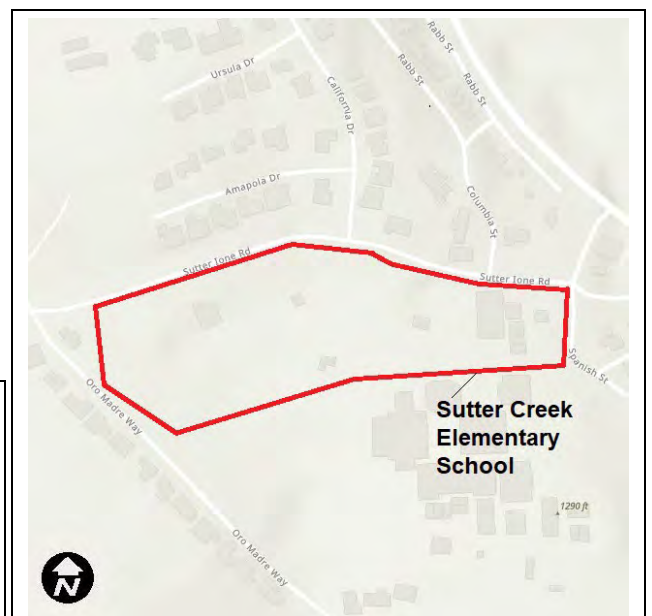 Rabb St
Rabb St
Rabb St
Ursula Dr
California Dr
Amapola Dr
Columbia St
Sutter Ione Rd
Sutter Ione Rd
Spanish St
Oro Madre Way
Sutter Creek
Elementary
School
1290 ft
Oro Madre Way
N